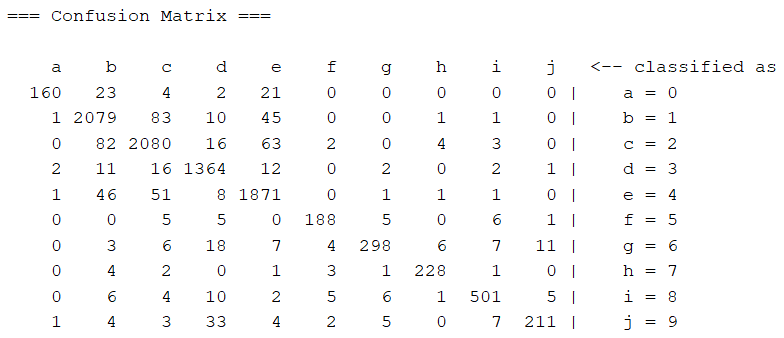 === Confusion Matrix ===
a b c d e f g h i j <-- classified as
160 23 4 2 21 0 0 0 0 0 | a = 0
1 2079 83 10 45 0 0 1 1 0 | b = 1
0 82 2080 16 63 2 0 4 3 0 | c = 2
2 11 16 1364 12 0 2 0 2 1 | d = 3
1 46 51 8 1871 0 1 1 1 0 | e = 4
0 0 5 5 0 188 5 0 6 1 | f = 5
0 3 6 18 7 4 298 6 7 11 | g = 6
0 4 2 0 1 3 1 228 1 0 | h = 7
0 6 4 10 2 5 6 1 501 5 | i = 8
1 4 3 33 4 2 5 0 7 211 | j = 9